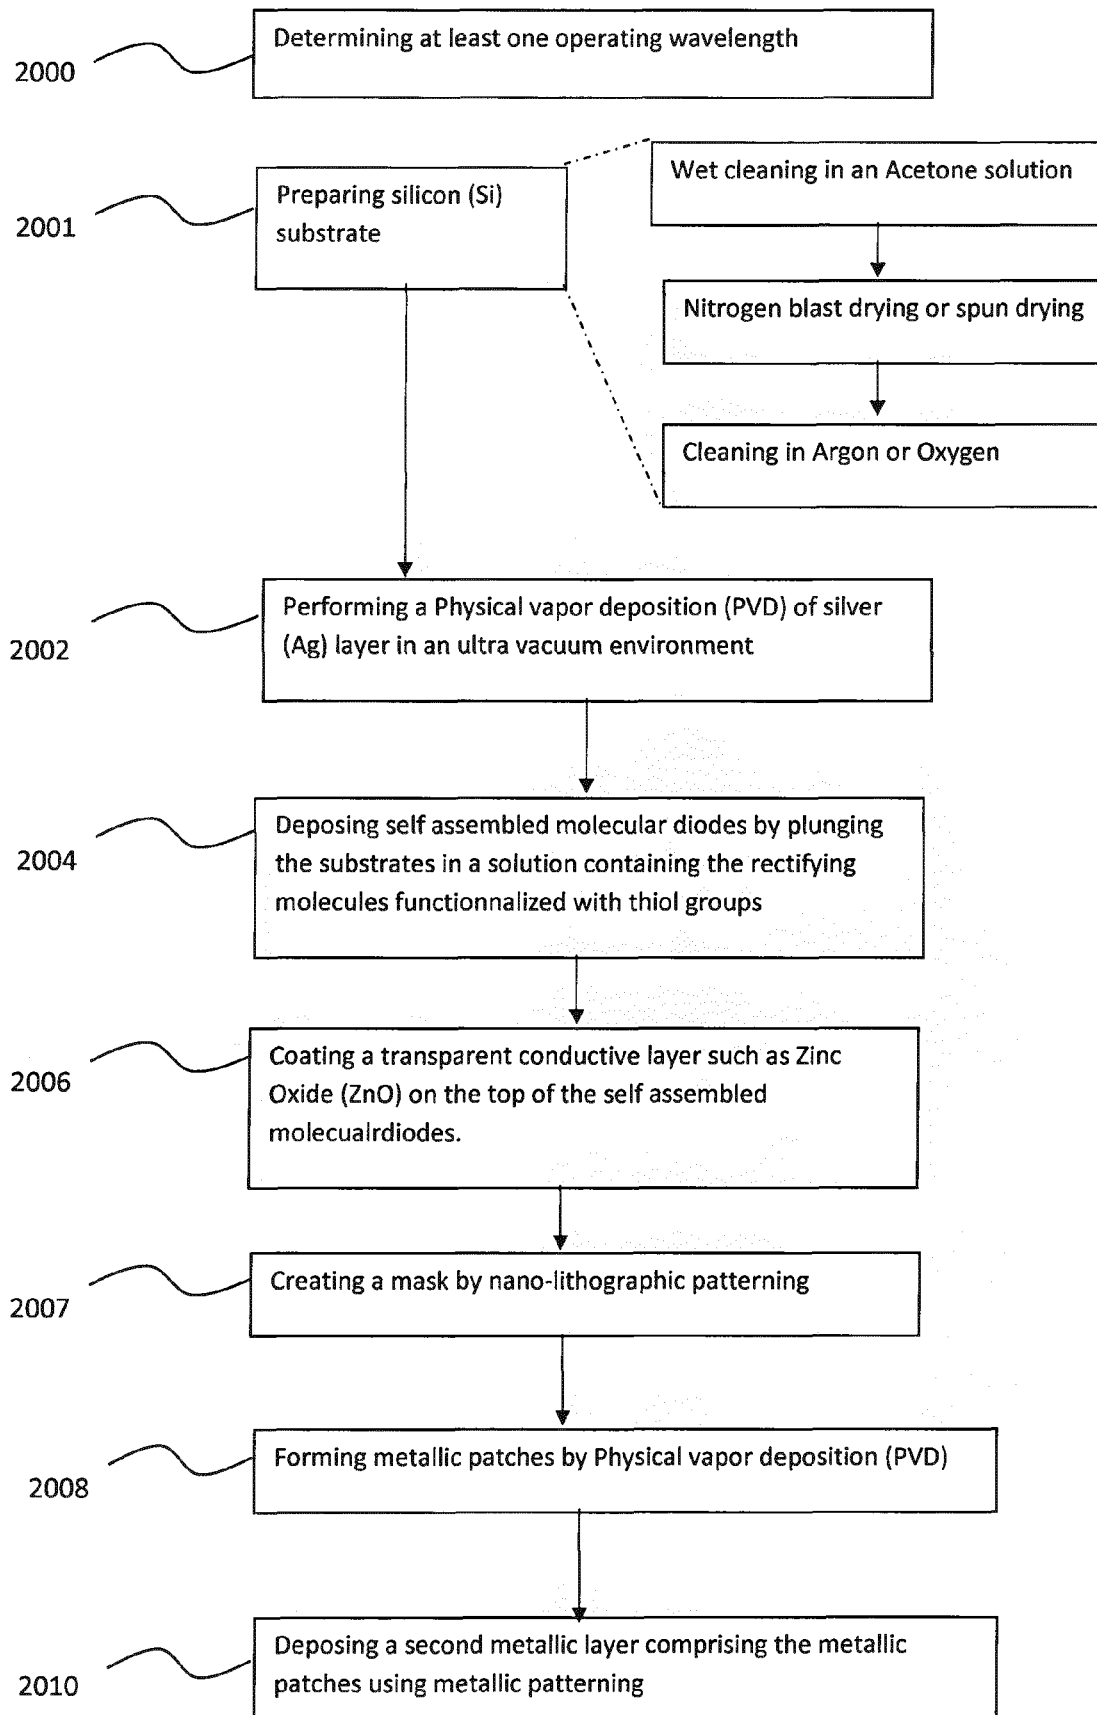 Determining at least one operating wavelength
2000
Wet cleaning in an Acetone solution
Preparing silicon (Si)
substrate
2001
Nitrogen blast drying or spun drying
Cleaning in Argon or Oxygen
Performing a Physical vapor deposition (PVD) of silver
(Ag) layer in an ultra vacuum environment
2002
Deposing self assembled molecular diodes by plunging
the substrates in a solution containing the rectifying
molecules functionnalized with thiol groups
2004
Coating a transparent conductive layer such as Zinc
Oxide (ZnO) on the top of the self assembled
molecualrdiodes.
2006
Creating a mask by nano-lithographic patterning
2007
Forming metallic patches by Physical vapor deposition (PVD)
2008
Deposing a second metallic layer comprising the metallic
patches using metallic patterning
2010